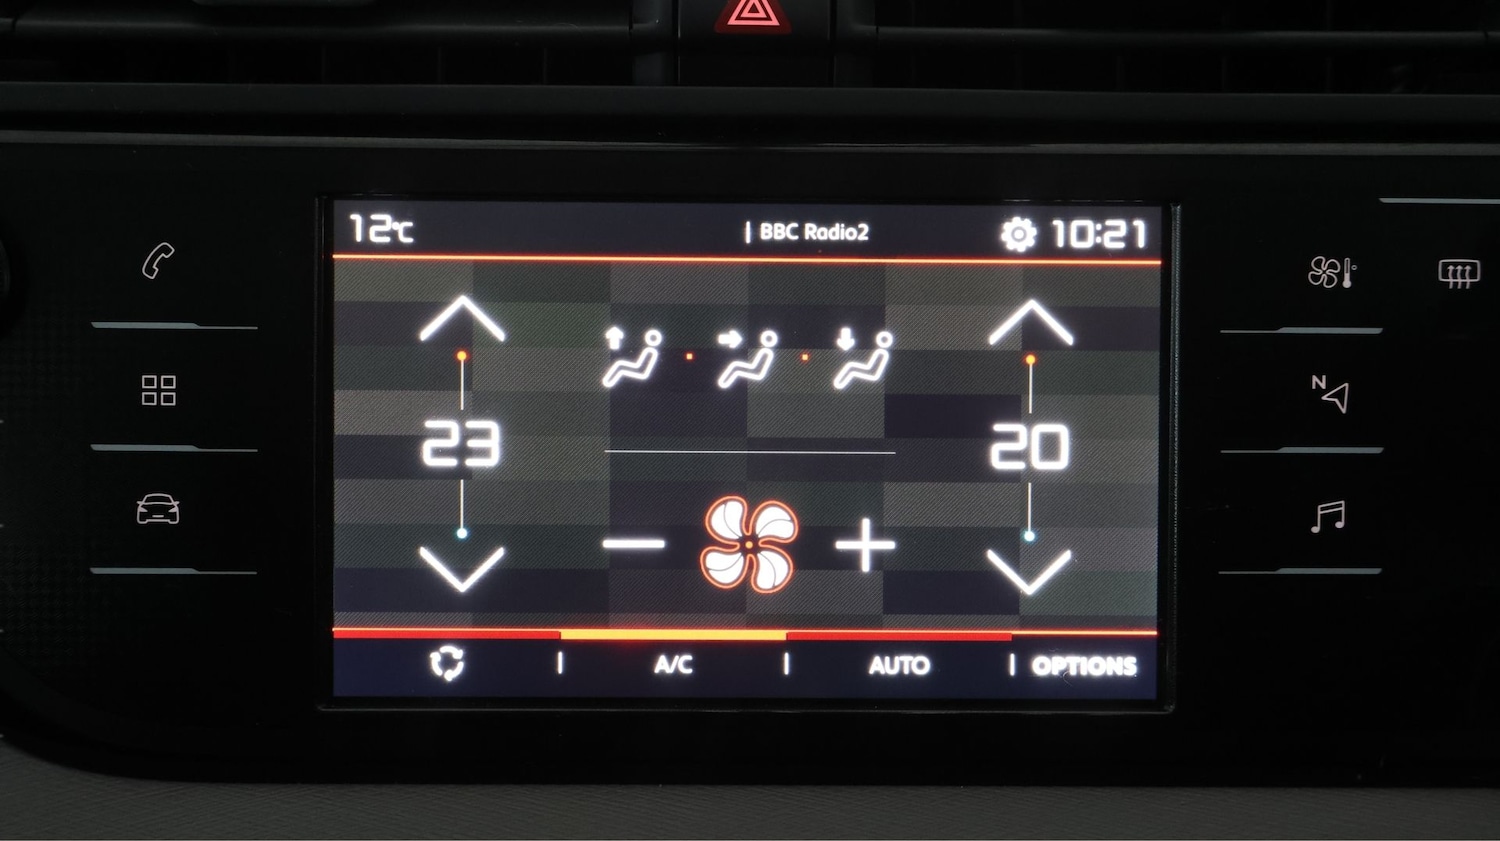 12°C
| BBC Radio2
10:21
23
20
N
A/C
AUTO
OPTIONS